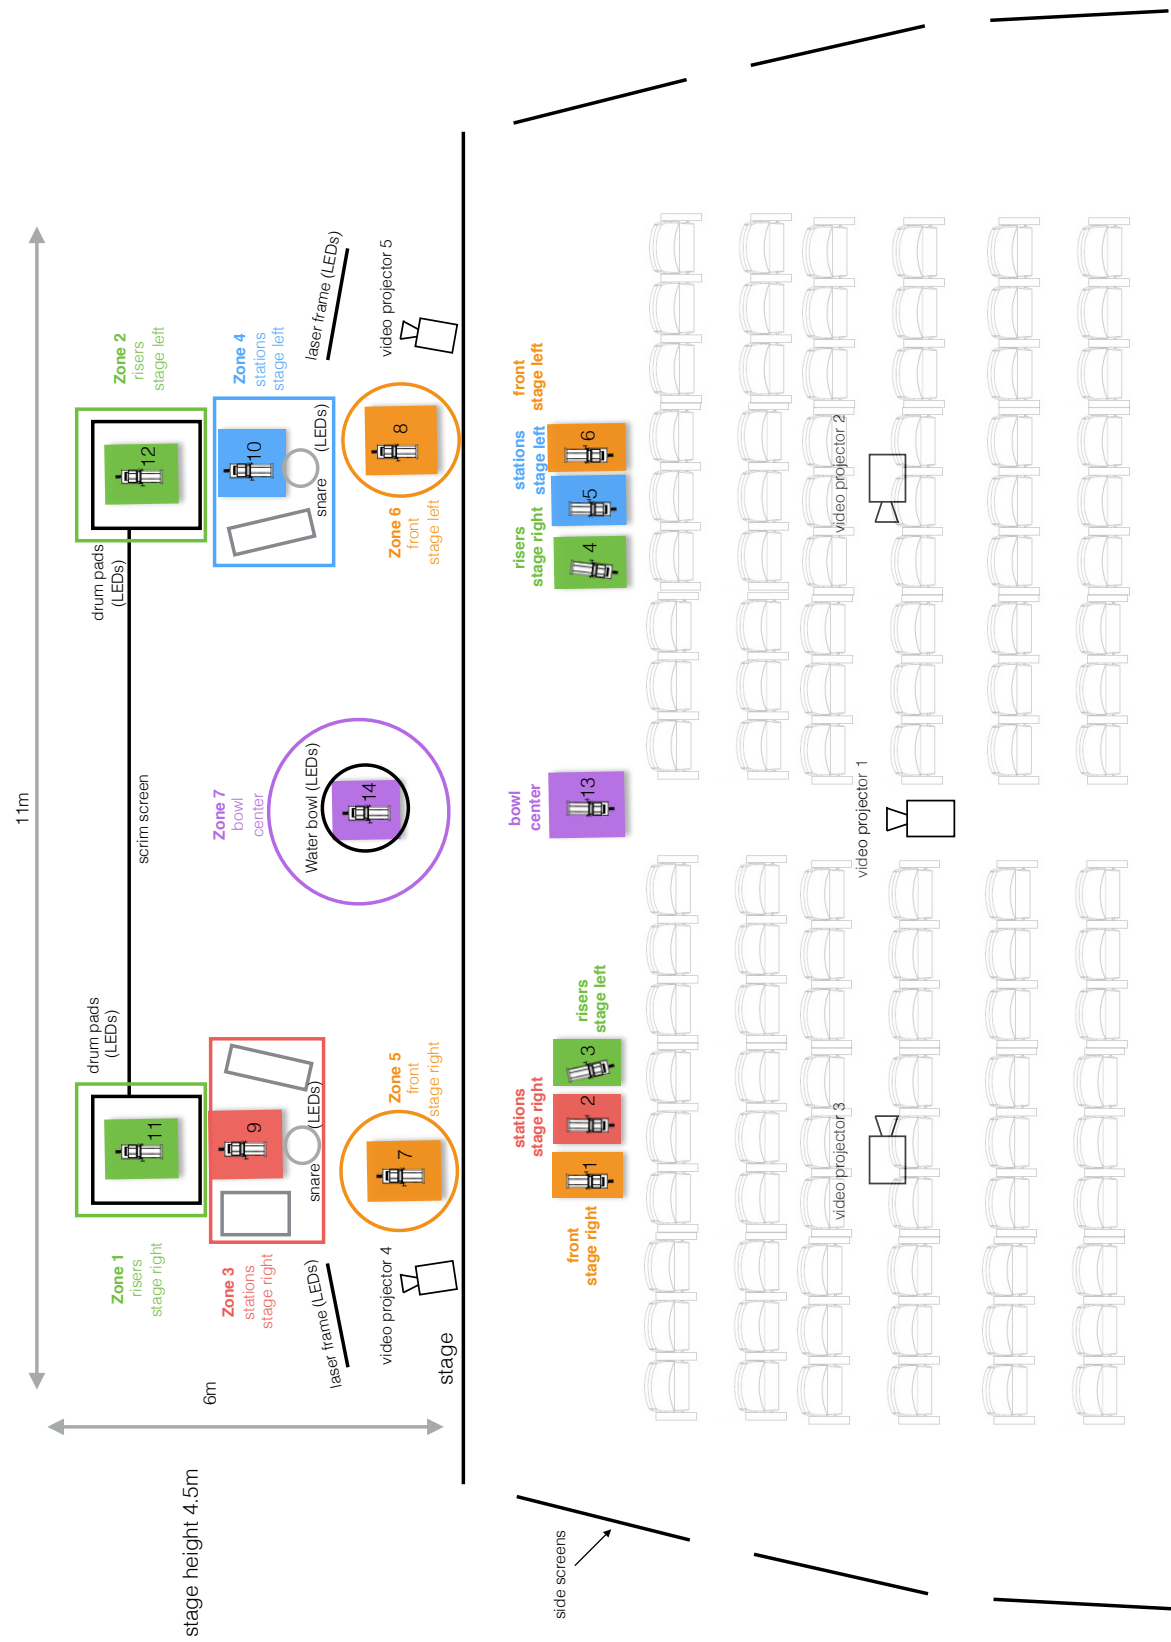 11m
6m
stage height 4.5m
Zone 1
risers
stage right
drum pads
(LEDs)
scrim screen
drum pads
(LEDs)
Zone 2
risers
stage left
11
12
Zone 3
stations
stage right
9
snare
(LEDs)
Zone 7
bowl
center
Water bowl (LEDs)
14
10
snare
(LEDs)
Zone 4
stations
stage left
laser frame (LEDs)
laser frame (LEDs)
video projector 4
7
Zone 5
front
stage right
Zone 6
front
stage left
8
video projector 5
stage
side screens
front
stage right
stations
stage right
risers
stage left
1
2
3
bowl
center
13
risers
stage right
stations
stage left
front
stage left
4
5
6
video projector 3
video projector 1
video projector 2